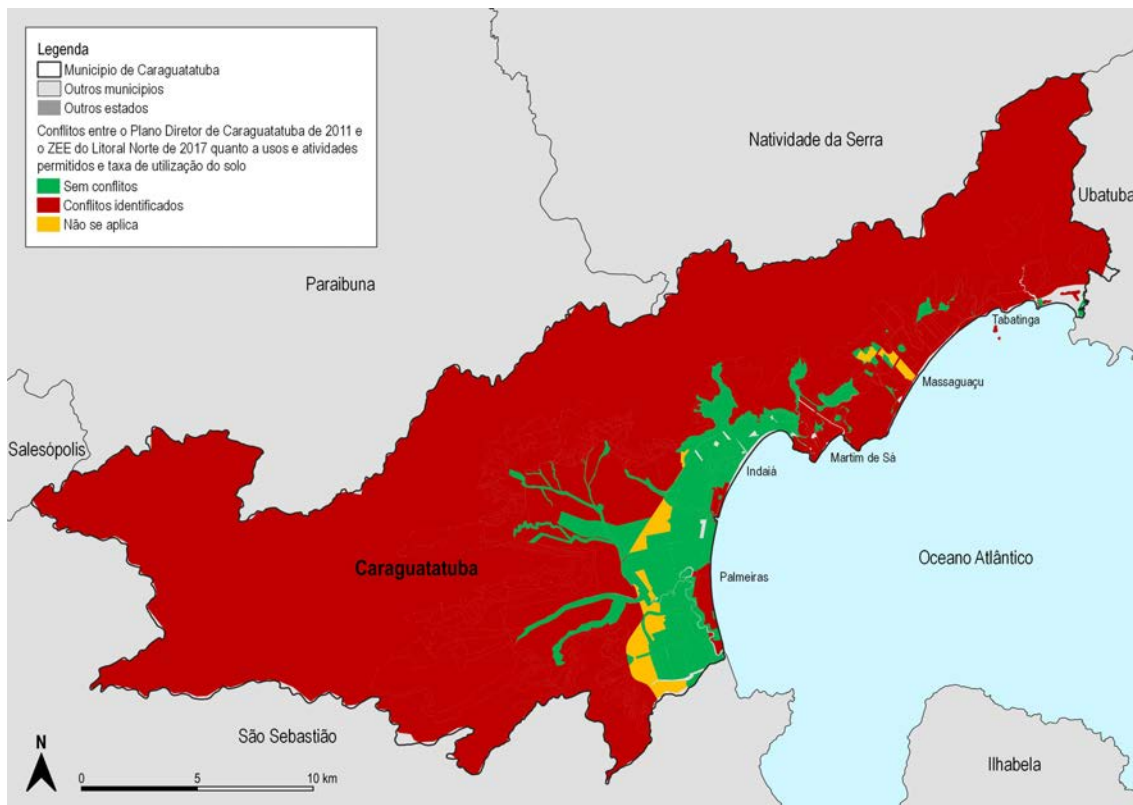 Legenda
Município de Caraguatatuba
Outros municípios
Outros estados
Conflitos entre o Plano Diretor de Caraguatatuba de 2011 e
o ZEE do Litoral Norte de 2017 quanto a usos e atividades
permitidos e taxa de utilização do solo
Sem conflitos
Conflitos identificados
Não se aplica
Natividade da Serra
Ubatuba
Paraibuna
Tabatinga
Massaguaçu
Salesópolis
Martim de Sá
Indaiá
Oceano Atlântico
Caraguatatuba
Palmeiras
São Sebastião
Ilhabela
N
0 5 10 km